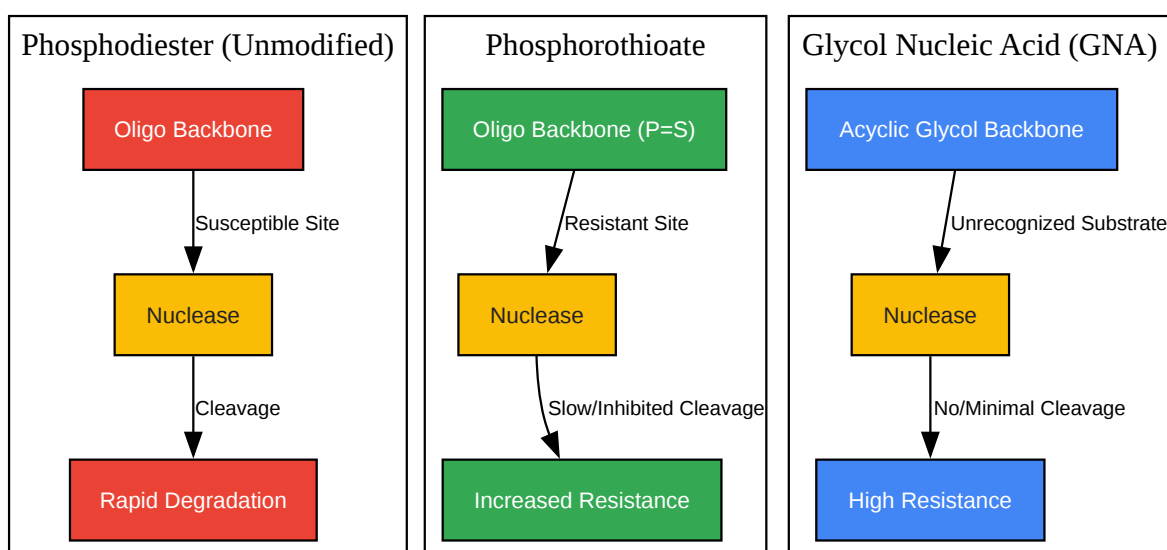 Phosphodiester (Unmodified)
Oligo Backbone
Susceptible Site
Nuclease
Cleavage
Rapid Degradation
Phosphorothioate
Oligo Backbone (P=S)
Resistant Site
Nuclease
Slow/Inhibited Cleavage
Increased Resistance
Glycol Nucleic Acid (GNA)
Acyclic Glycol Backbone
Unrecognized Substrate
Nuclease
No/Minimal Cleavage
High Resistance